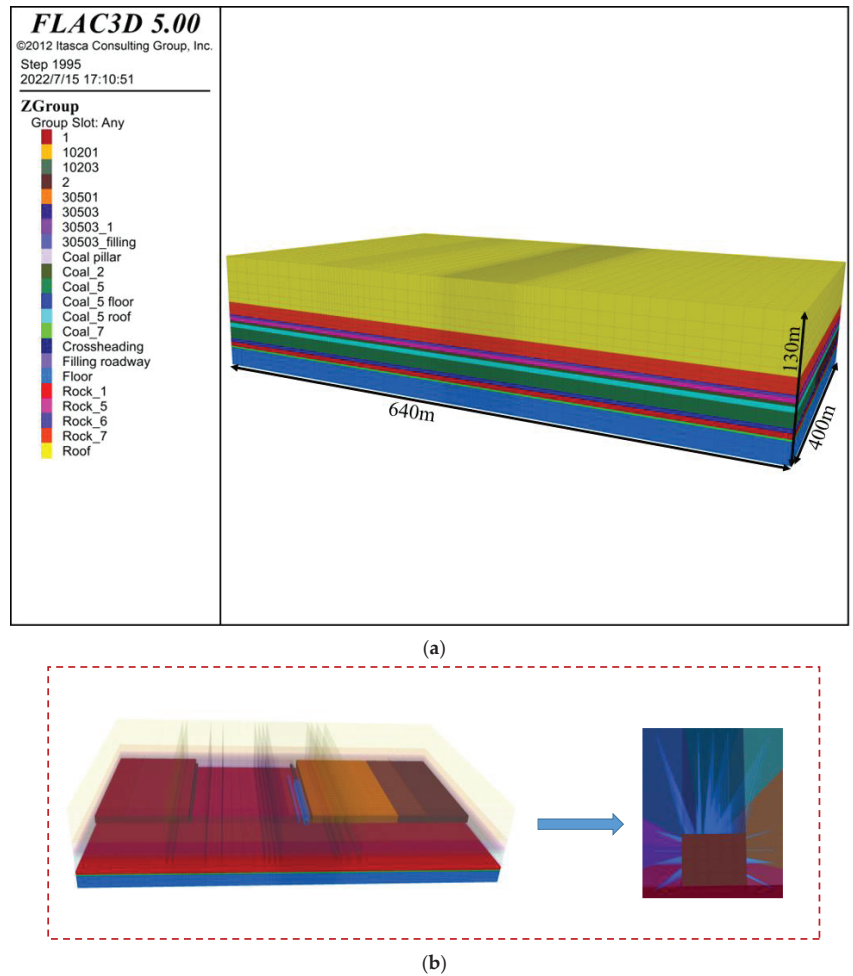 FLAC3D 5.00
©2012 Itasca Consulting Group, Inc.
Step 1995
2022/7/15 17:10:51
ZGroup
Group Slot: Any
1
10201
10203
2
30501
30503
30503_1
30503_filling
Coal pillar
Coal_2
Coal_5
Coal_5 floor
Coal_5 roof
Coal_7
Crossheading
Filling roadway
Floor
Rock_1
Rock_5
Rock_6
Rock_7
Roof
130m
640m
400m
(a)
(b)